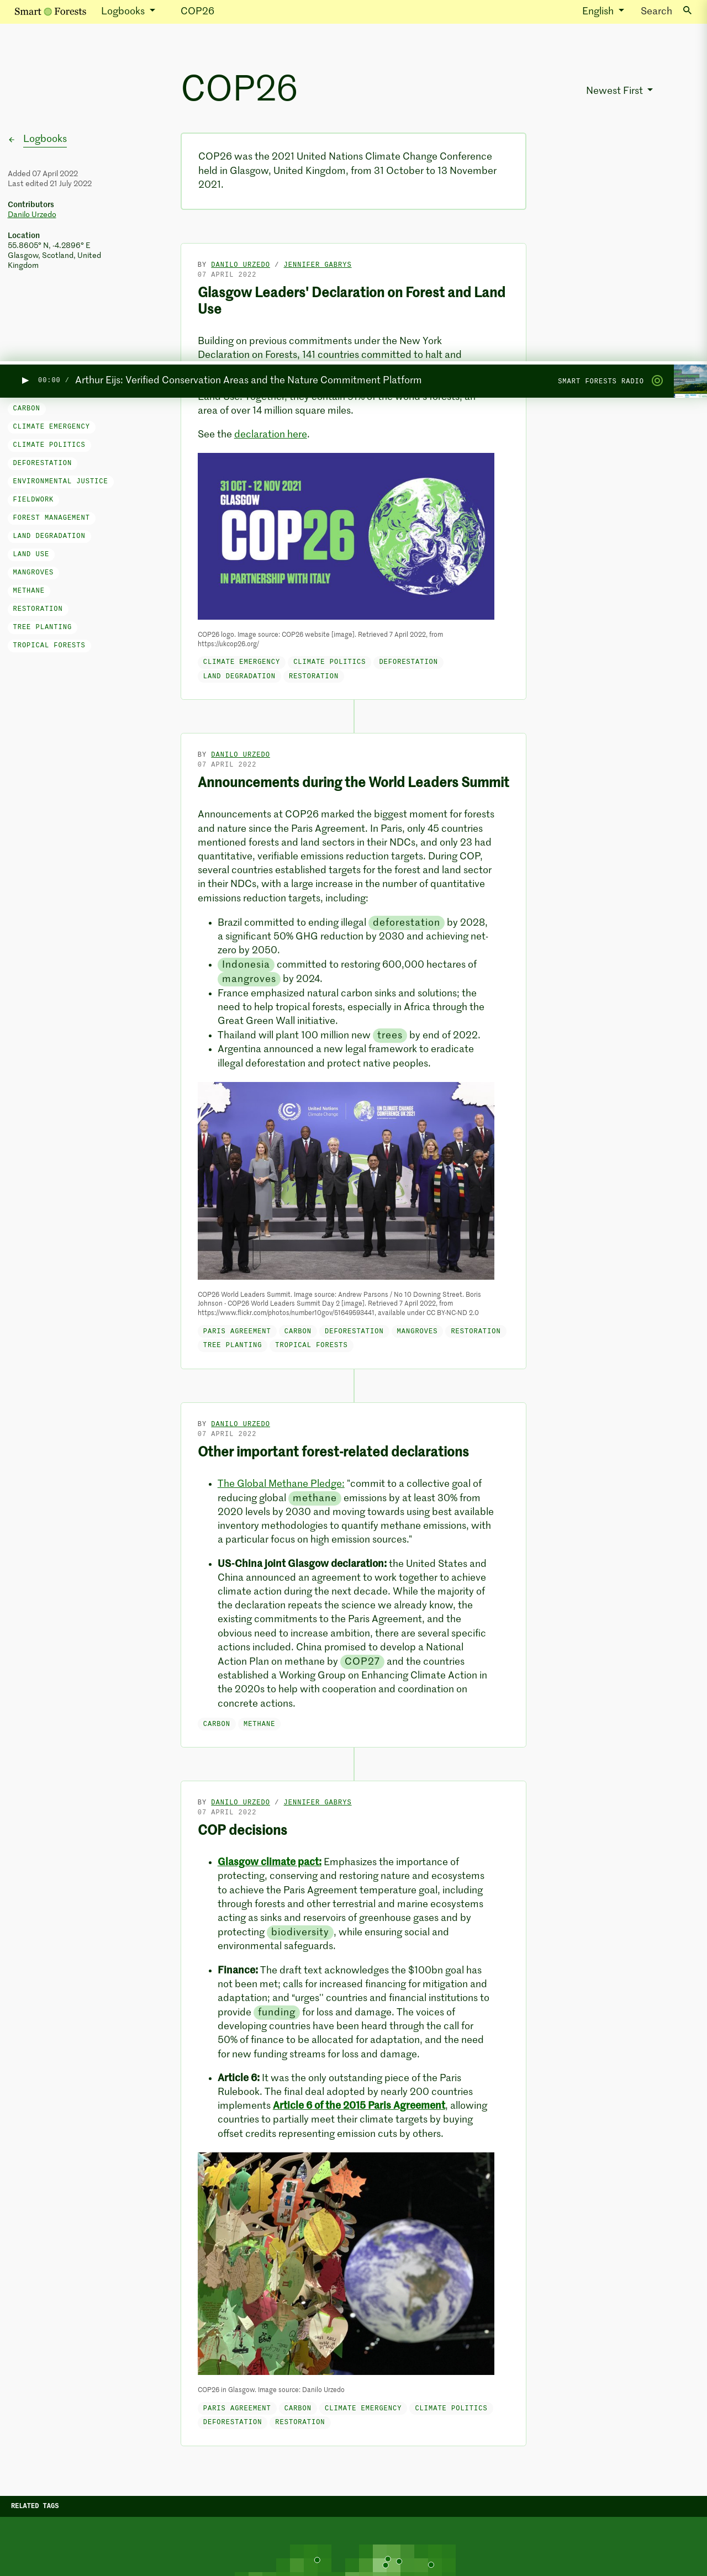 Smart Forests
Logbooks
COP26
English
Search
COP26
Newest First
Logbooks
Added 07 April 2022
Last edited 21 July 2022
Contributors
Danilo Urzedo
Location
55.8605° N, -4.2896° E
Glasgow, Scotland, United
Kingdom
COP26 was the 2021 United Nations Climate Change Conference
held in Glasgow, United Kingdom, from 31 October to 13 November
2021.
BY DANILO URZEDO / JENNIFER GABRYS
07 APRIL 2022
Glasgow Leaders' Declaration on Forest and Land
Use
Building on previous commitments under the New York
Declaration on Forests, 141 countries committed to halt and
00:00 / Arthur Eijs: Verified Conservation Areas and the Nature Commitment Platform
SMART FORESTS RADIO
area of over 14 million square miles.
See the declaration here.
CARBON
CLIMATE EMERGENCY
CLIMATE POLITICS
DEFORESTATION
ENVIRONMENTAL JUSTICE
FIELDWORK
FOREST MANAGEMENT
LAND DEGRADATION
LAND USE
MANGROVES
METHANE
RESTORATION
TREE PLANTING
TROPICAL FORESTS
31 OCT - 12 NOV 2021
GLASGOW
COP26
IN PARTNERSHIP WITH ITALY
COP26 logo. Image source: COP26 website [image]. Retrieved 7 April 2022, from
https://ukcop26.org/
CLIMATE EMERGENCY CLIMATE POLITICS DEFORESTATION
LAND DEGRADATION RESTORATION
BY DANILO URZEDO
07 APRIL 2022
Announcements during the World Leaders Summit
Announcements at COP26 marked the biggest moment for forests
and nature since the Paris Agreement. In Paris, only 45 countries
mentioned forests and land sectors in their NDCs, and only 23 had
quantitative, verifiable emissions reduction targets. During COP,
several countries established targets for the forest and land sector
in their NDCs, with a large increase in the number of quantitative
emissions reduction targets, including:
• Brazil committed to ending illegal deforestation by 2028,
a significant 50% GHG reduction by 2030 and achieving net-
zero by 2050.
• Indonesia committed to restoring 600,000 hectares of
mangroves by 2024.
• France emphasized natural carbon sinks and solutions; the
need to help tropical forests, especially in Africa through the
Great Green Wall initiative.
• Thailand will plant 100 million new trees by end of 2022.
• Argentina announced a new legal framework to eradicate
illegal deforestation and protect native peoples.
United Nations
Climate Change
UN CLIMATE
CHANGE
CONFERENCE
UK 2021
COP26 World Leaders Summit. Image source: Andrew Parsons / No 10 Downing Street. Boris
Johnson - COP26 World Leaders Summit Day 2 [image]. Retrieved 7 April 2022, from
https://www.flickr.com/photos/number10gov/51649593441, available under CC BY-NC-ND 2.0
PARIS AGREEMENT CARBON DEFORESTATION MANGROVES RESTORATION
TREE PLANTING TROPICAL FORESTS
BY DANILO URZEDO
07 APRIL 2022
Other important forest-related declarations
• The Global Methane Pledge: "commit to a collective goal of
reducing global methane emissions by at least 30% from
2020 levels by 2030 and moving towards using best available
inventory methodologies to quantify methane emissions, with
a particular focus on high emission sources."
• US-China joint Glasgow declaration: the United States and
China announced an agreement to work together to achieve
climate action during the next decade. While the majority of
the declaration repeats the science we already know, the
existing commitments to the Paris Agreement, and the
obvious need to increase ambition, there are several specific
actions included. China promised to develop a National
Action Plan on methane by COP27 and the countries
established a Working Group on Enhancing Climate Action in
the 2020s to help with cooperation and coordination on
concrete actions.
CARBON METHANE
BY DANILO URZEDO / JENNIFER GABRYS
07 APRIL 2022
COP decisions
• Glasgow climate pact: Emphasizes the importance of
protecting, conserving and restoring nature and ecosystems
to achieve the Paris Agreement temperature goal, including
through forests and other terrestrial and marine ecosystems
acting as sinks and reservoirs of greenhouse gases and by
protecting biodiversity, while ensuring social and
environmental safeguards.
• Finance: The draft text acknowledges the $100bn goal has
not been met; calls for increased financing for mitigation and
adaptation; and "urges" countries and financial institutions to
provide funding for loss and damage. The voices of
developing countries have been heard through the call for
50% of finance to be allocated for adaptation, and the need
for new funding streams for loss and damage.
• Article 6: It was the only outstanding piece of the Paris
Rulebook. The final deal adopted by nearly 200 countries
implements Article 6 of the 2015 Paris Agreement, allowing
countries to partially meet their climate targets by buying
offset credits representing emission cuts by others.
COP26 in Glasgow. Image source: Danilo Urzedo
PARIS AGREEMENT CARBON CLIMATE EMERGENCY CLIMATE POLITICS
DEFORESTATION RESTORATION
RELATED TAGS